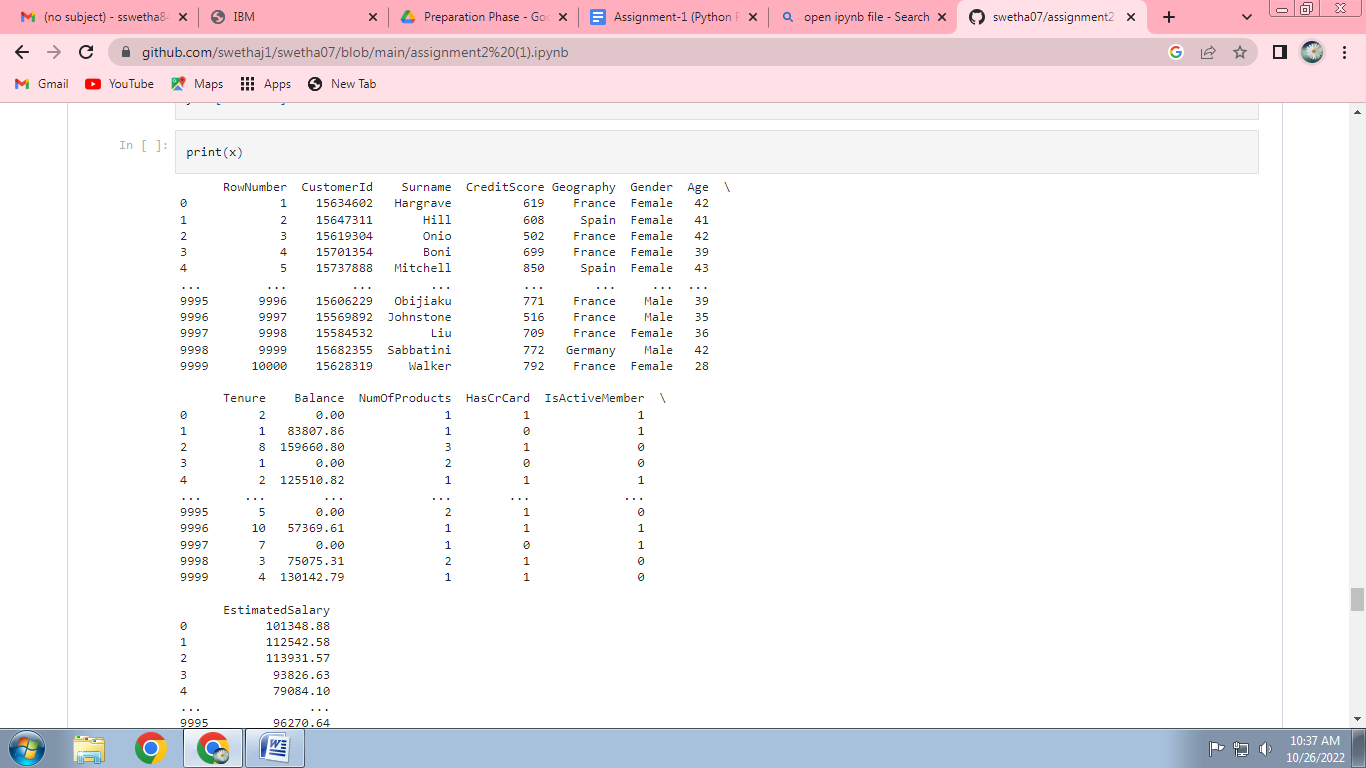 (no subject) - sswetha84
IBM
Preparation Phase - Goo
Assignment-1 (Python P
open ipynb file - Search
swetha07/assignment2
github.com/swethaj1/swetha07/blob/main/assignment2%20(1).ipynb
Gmail YouTube Maps Apps New Tab
In [ ]: print(x)
RowNumber CustomerId Surname CreditScore Geography Gender Age \
0 1 15634602 Hargrave 619 France Female 42
1 2 15647311 Hill 608 Spain Female 41
2 3 15619304 Onio 502 France Female 42
3 4 15701354 Boni 699 France Female 39
4 5 15737888 Mitchell 850 Spain Female 43
... ... ... ... ... ... ... ...
9995 9996 15606229 Obijiaku 771 France Male 39
9996 9997 15569892 Johnstone 516 France Male 35
9997 9998 15584532 Liu 709 France Female 36
9998 9999 15682355 Sabbatini 772 Germany Male 42
9999 10000 15628319 Walker 792 France Female 28
Tenure Balance NumOfProducts HasCrCard IsActiveMember \
0 2 0.00 1 1 1
1 1 83807.86 1 0 1
2 8 159660.80 3 1 0
3 1 0.00 2 0 0
4 2 125510.82 1 1 1
... ... ... ... ... ...
9995 5 0.00 2 1 0
9996 10 57369.61 1 1 1
9997 7 0.00 1 0 1
9998 3 75075.31 2 1 0
9999 4 130142.79 1 1 0
EstimatedSalary
0 101348.88
1 112542.58
2 113931.57
3 93826.63
4 79084.10
... ...
9995 96270.64
10:37 AM
10/26/2022